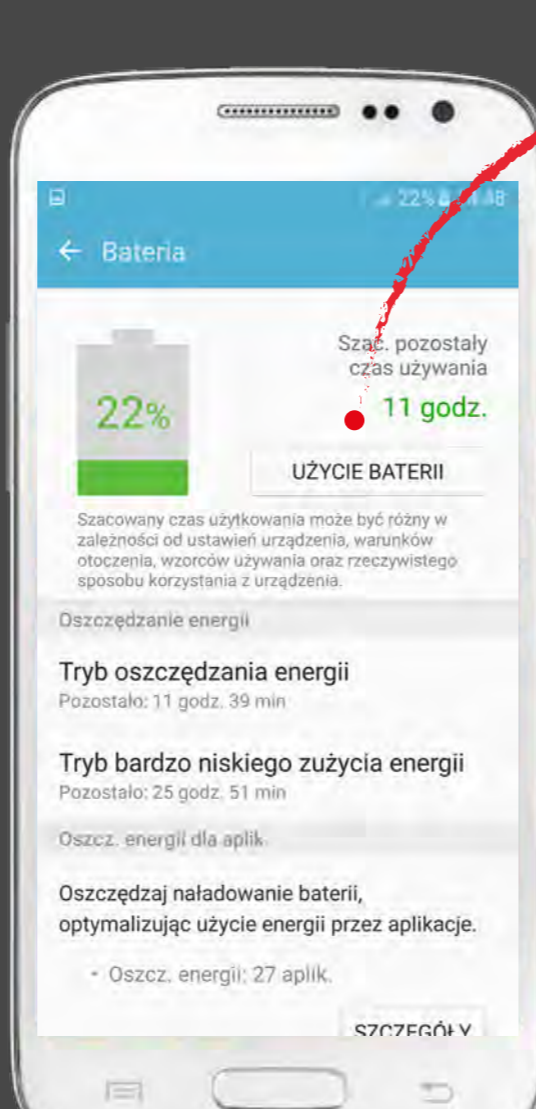 22%
← Bateria
Szac. pozostały
czas używania
22%
11 godz.
UŻYCIE BATERII
Szacowany czas użytkowania może być różny w
zależności od ustawień urządzenia, warunków
otoczenia, wzorców używania oraz rzeczywistego
sposobu korzystania z urządzenia.
Oszczędzanie energii
Tryb oszczędzania energii
Pozostało: 11 godz. 39 min
Tryb bardzo niskiego zużycia energii
Pozostało: 25 godz. 51 min
Oszcz. energii dla aplik.
Oszczędzaj naładowanie baterii,
optymalizując użycie energii przez aplikacje.
• Oszcz. energii: 27 aplik.
SZCZEGÓŁY